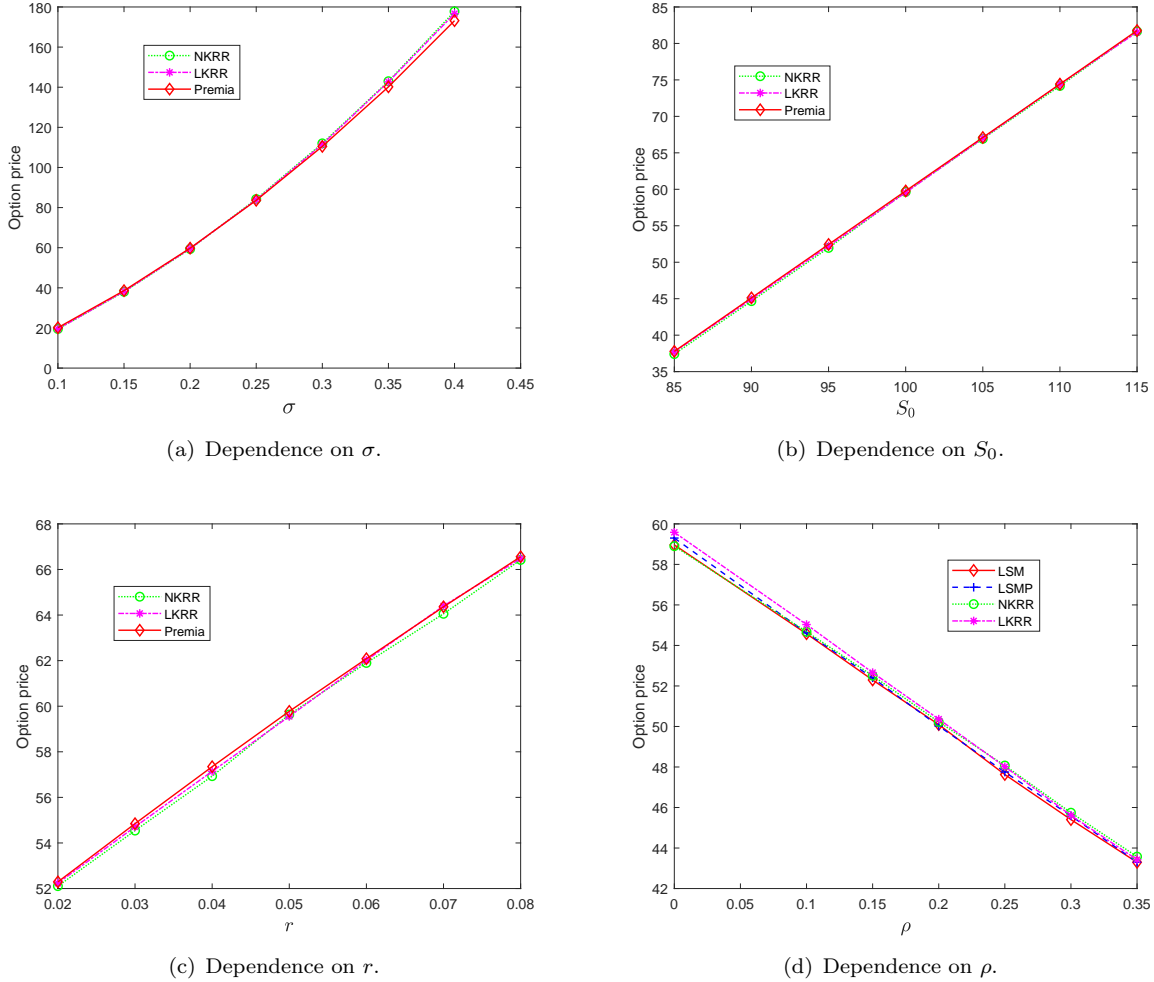 180
160
140
120
100
80
60
40
20
0
Option price
NKRR
LKRR
Premia
0.1 0.15 0.2 0.25 0.3 0.35 0.4 0.45
σ
(a) Dependence on σ.
85
80
75
70
65
60
55
50
45
40
35
Option price
NKRR
LKRR
Premia
85 90 95 100 105 110 115
S₀
(b) Dependence on S₀.
68
66
64
62
60
58
56
54
52
Option price
NKRR
LKRR
Premia
0.02 0.03 0.04 0.05 0.06 0.07 0.08
r
(c) Dependence on r.
60
58
56
54
52
50
48
46
44
42
Option price
LSM
LSMP
NKRR
LKRR
0 0.05 0.1 0.15 0.2 0.25 0.3 0.35
ρ
(d) Dependence on ρ.